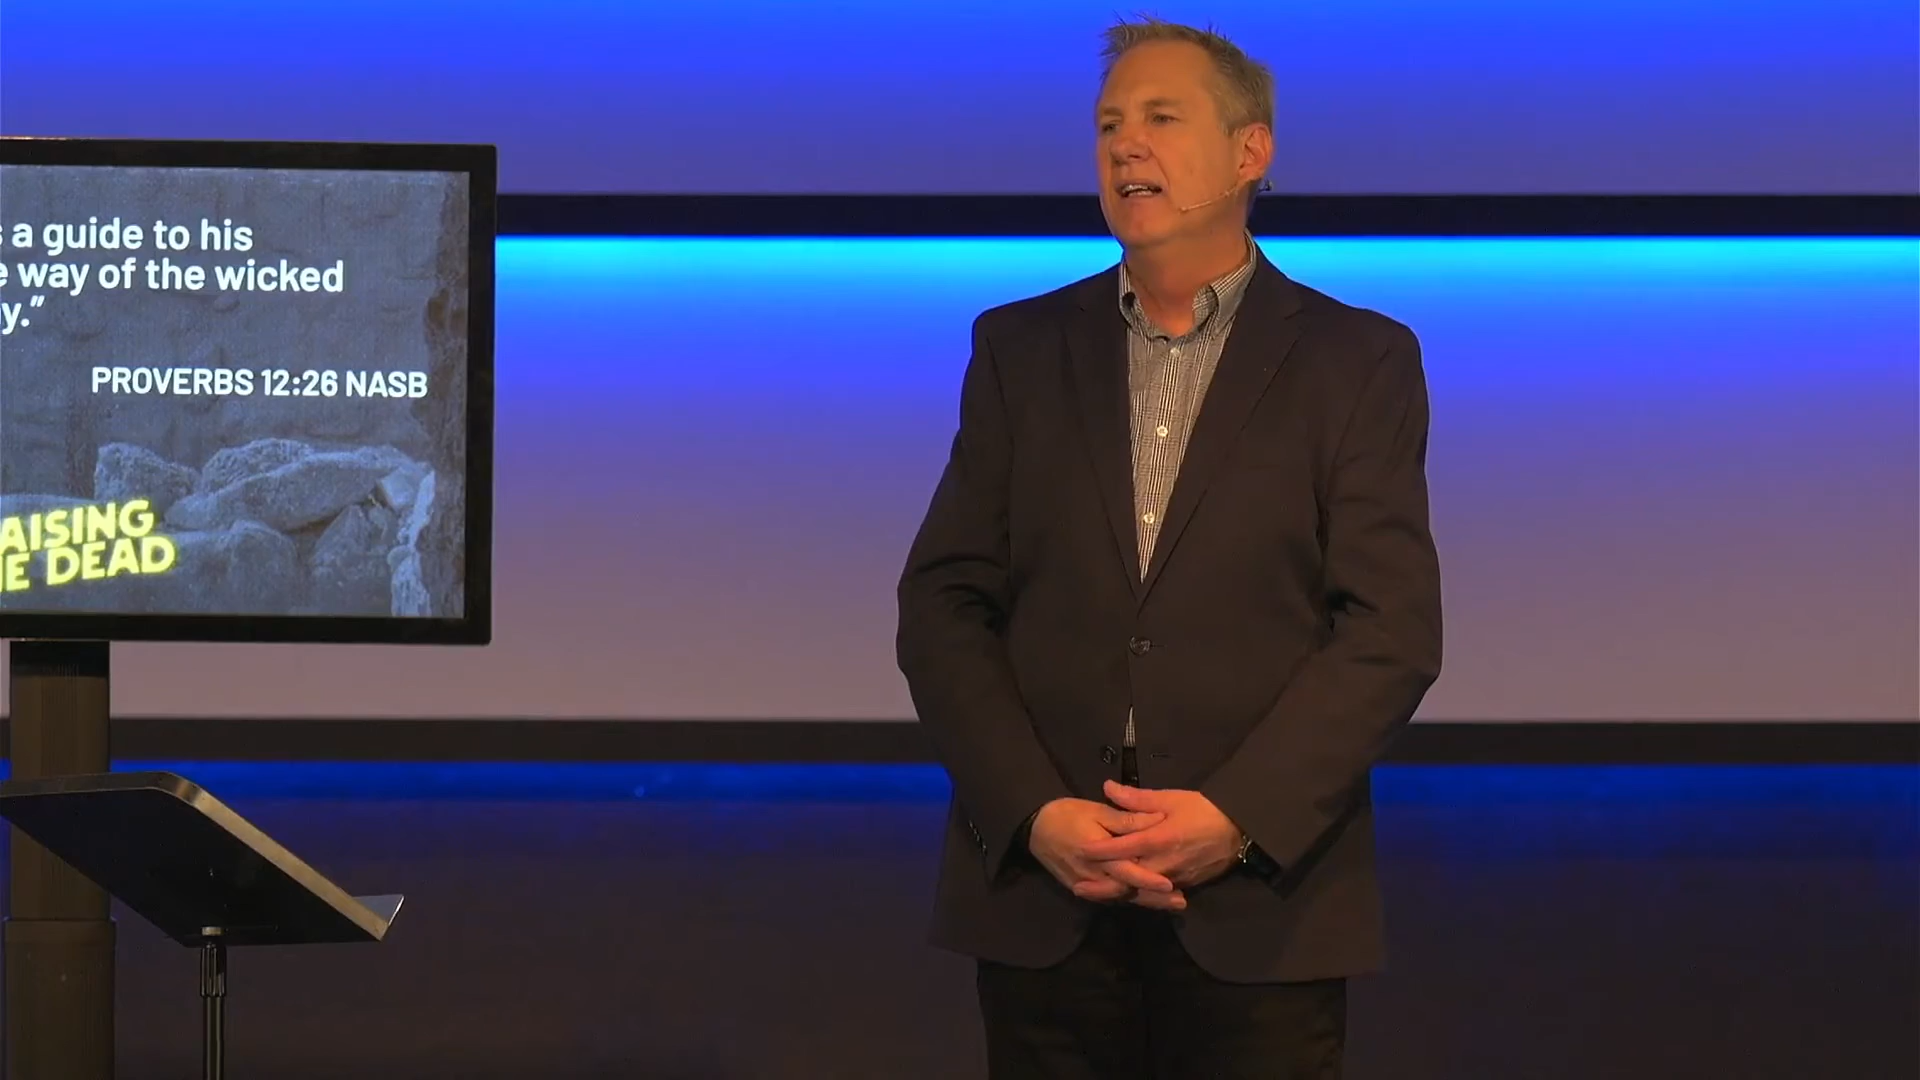 a guide to his
way of the wicked
y.”
PROVERBS 12:26 NASB
AISING
E DEAD